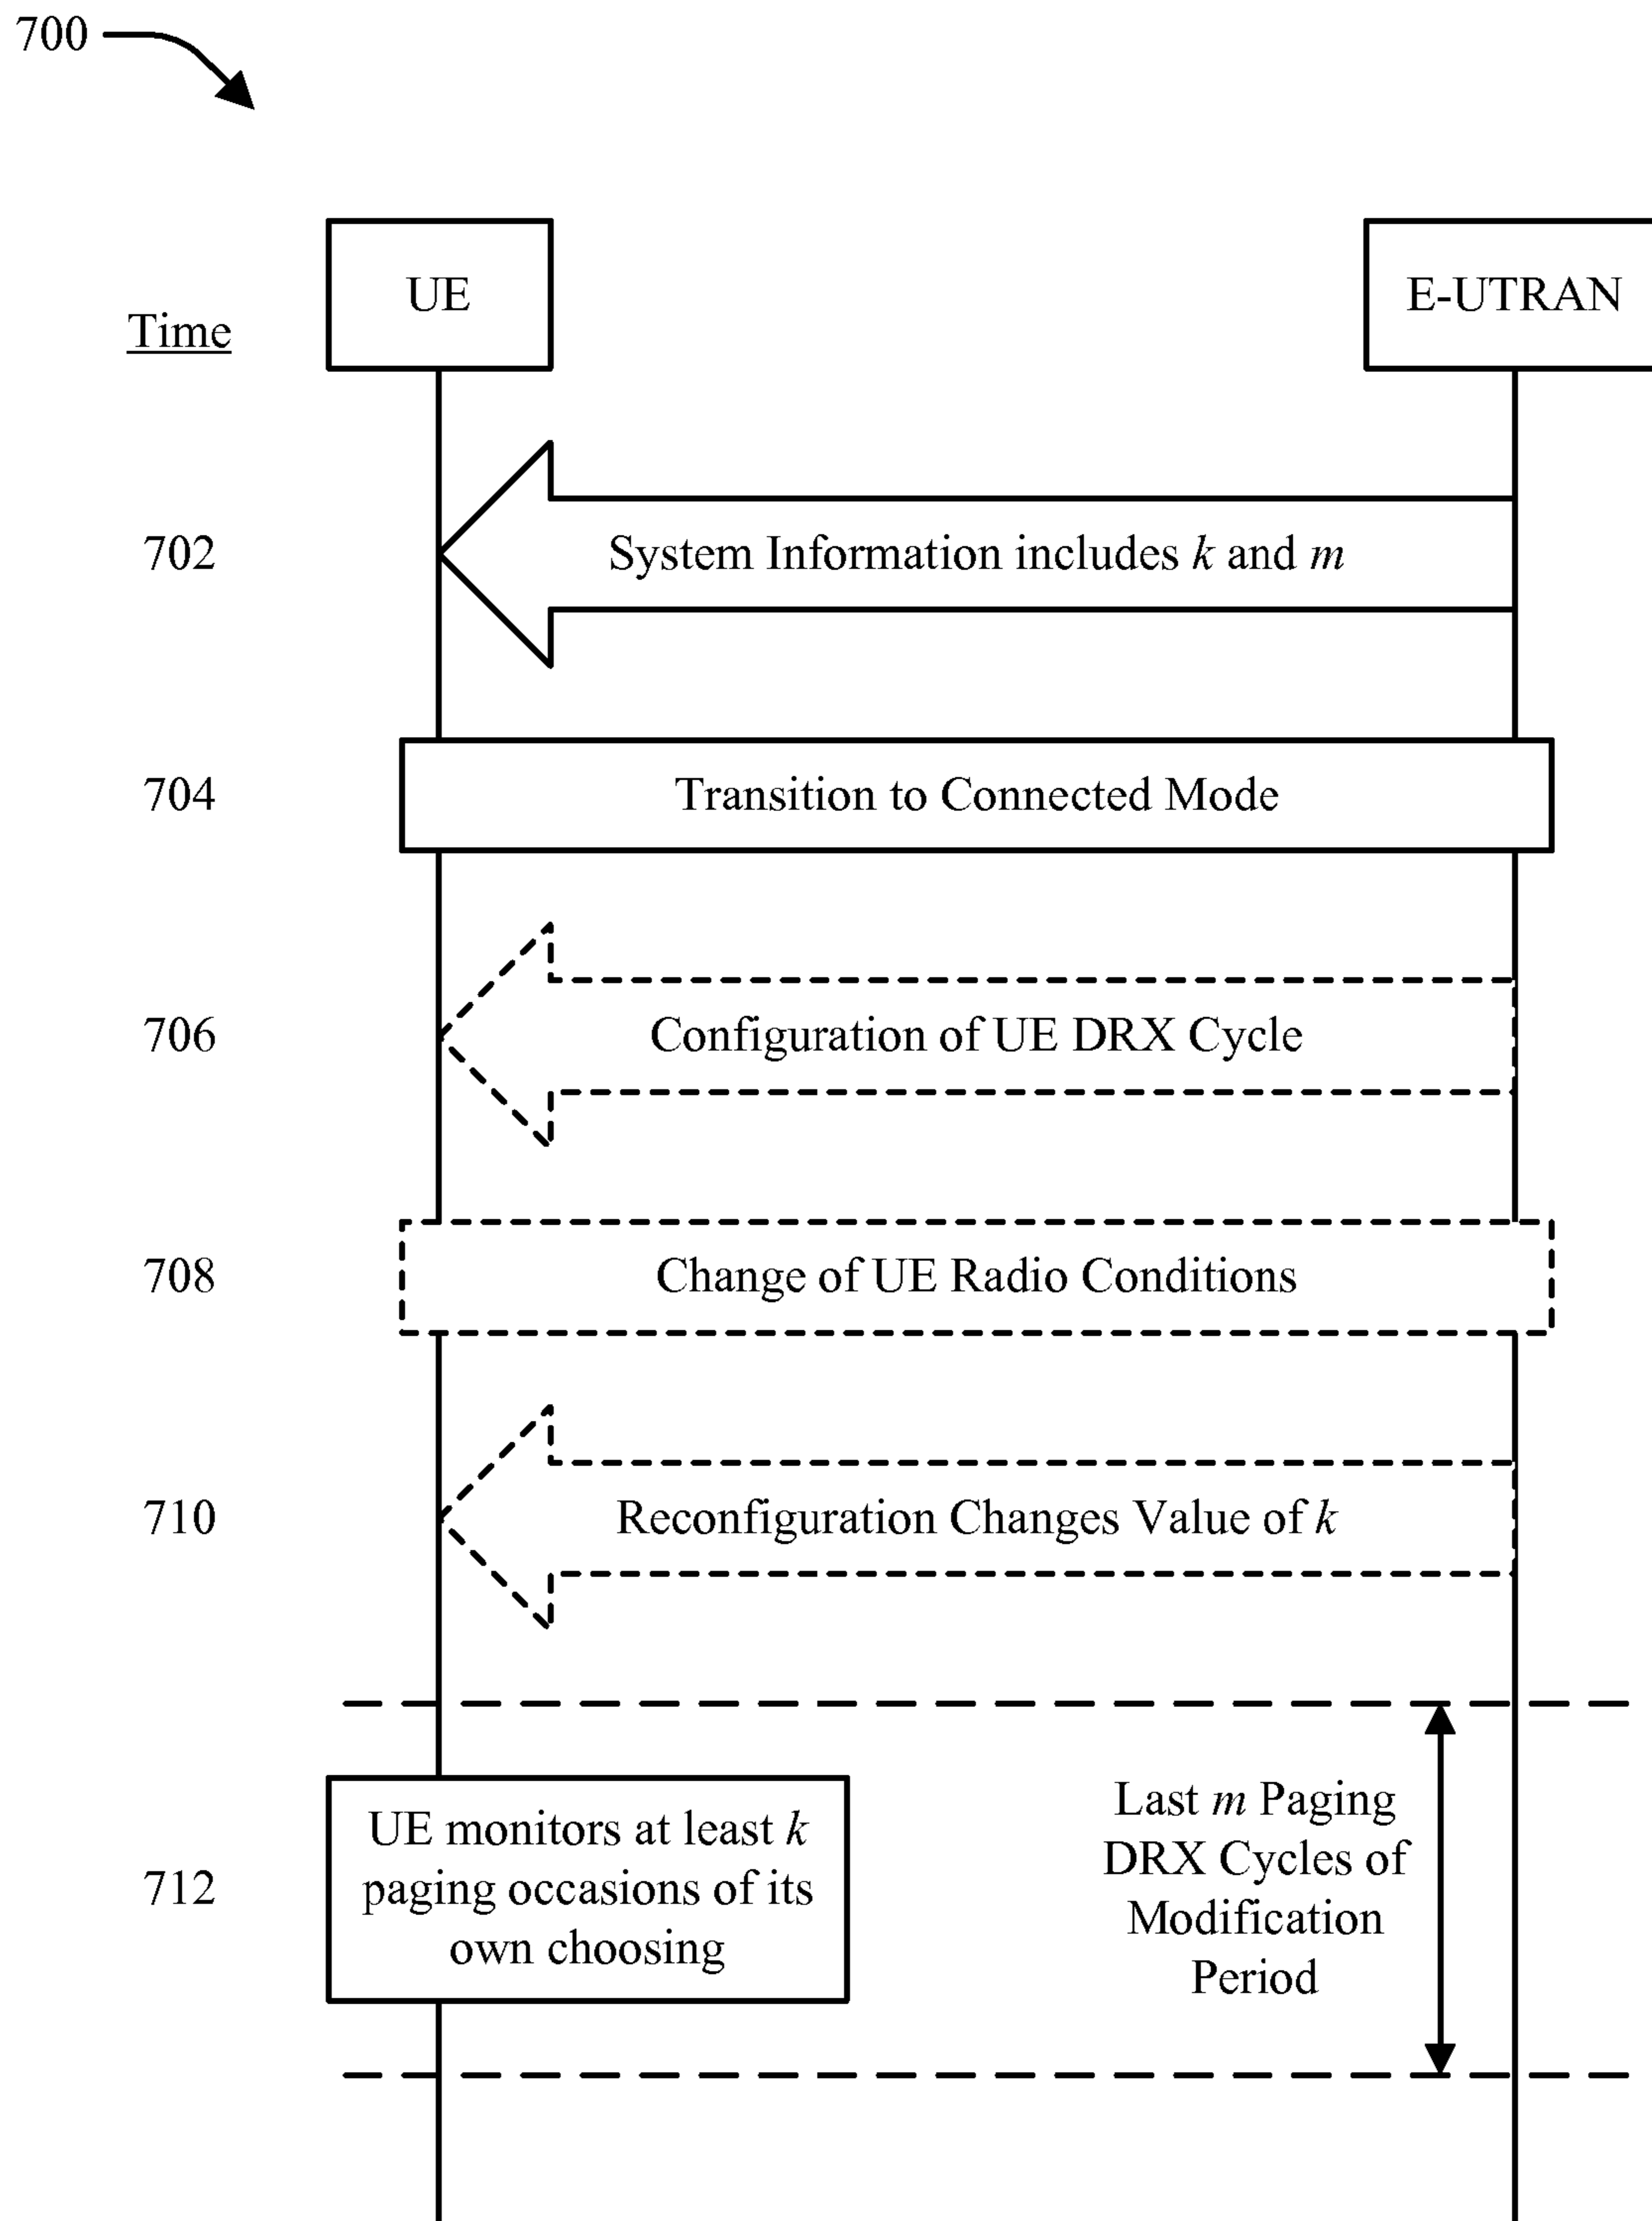 700
UE
E-UTRAN
Time
702
System Information includes k and m
704
Transition to Connected Mode
706
Configuration of UE DRX Cycle
708
Change of UE Radio Conditions
710
Reconfiguration Changes Value of k
712
UE monitors at least k
paging occasions of its
own choosing
Last m Paging
DRX Cycles of
Modification
Period